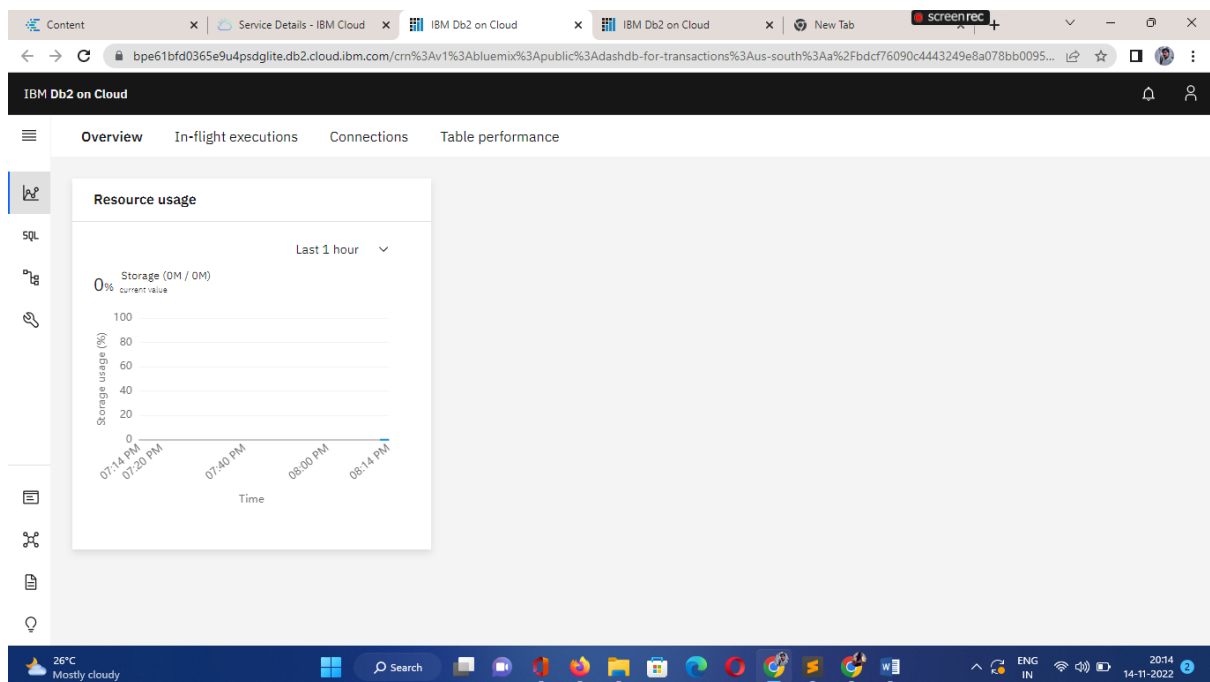 Content
Service Details - IBM Cloud
IBM Db2 on Cloud
IBM Db2 on Cloud
New Tab
screenrec
bpe61bfd0365e9u4psdglite.db2.cloud.ibm.com/crn%3Av1%3Abluemix%3Apublic%3Adashdb-for-transactions%3Aus-south%3Aa%2Fbdcf76090c4443249e8a078bb0095...
IBM Db2 on Cloud
Overview In-flight executions Connections Table performance
Resource usage
SQL
Last 1 hour
0% Storage (0M / 0M)
current value
Storage usage (%)
100
80
60
40
20
0
07:14 PM
07:20 PM
07:40 PM
08:00 PM
08:14 PM
Time
26°C
Mostly cloudy
Search
ENG
IN
20:14
14-11-2022
2